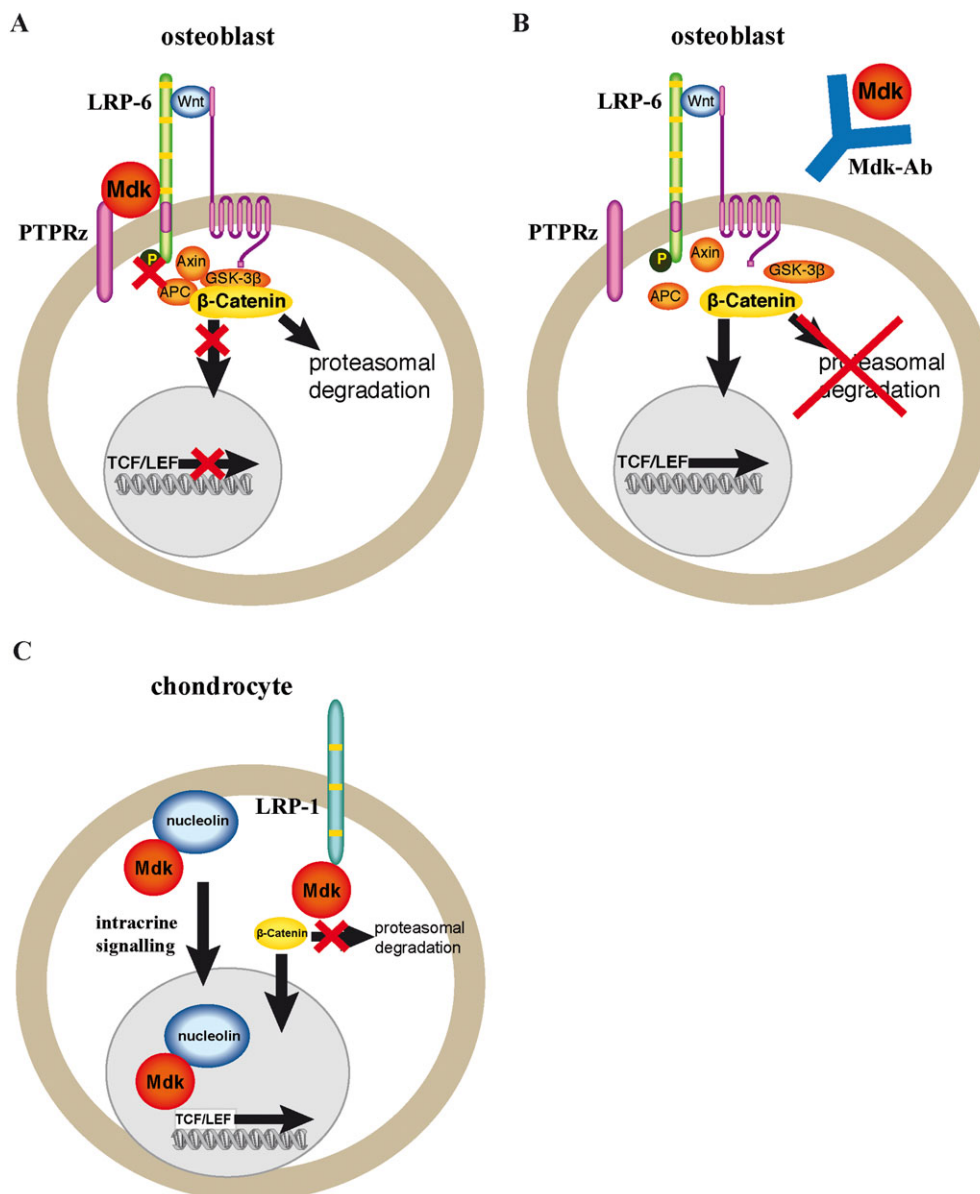 A
osteoblast
LRP-6
Wnt
Mdk
PTPRz
P
Axin
GSK-3β
APC
β-Catenin
proteasomal
degradation
TCF/LEF
B
osteoblast
LRP-6
Wnt
Mdk
Mdk-Ab
PTPRz
P
Axin
GSK-3β
APC
β-Catenin
proteasomal
degradation
TCF/LEF
C
chondrocyte
LRP-1
nucleolin
Mdk
Mdk
intracrine
signalling
β-Catenin
proteasomal
degradation
nucleolin
Mdk
TCF/LEF